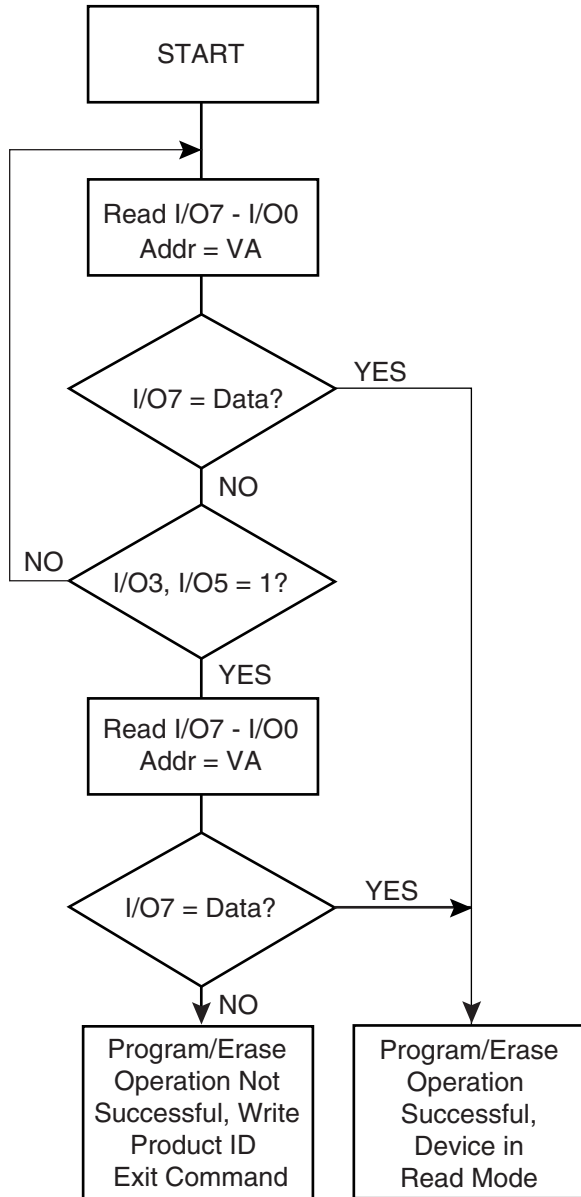 START
Read I/O7 - I/O0
Addr = VA
I/O7 = Data?
YES
NO
I/O3, I/O5 = 1?
NO
YES
Read I/O7 - I/O0
Addr = VA
I/O7 = Data?
YES
NO
Program/Erase
Operation Not
Successful, Write
Product ID
Exit Command
Program/Erase
Operation
Successful,
Device in
Read Mode